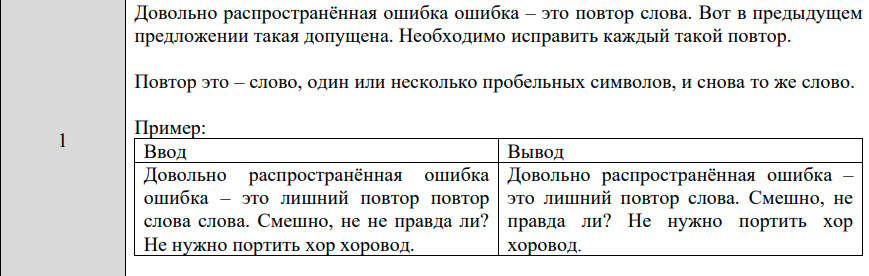 Довольно распространённая ошибка ошибка – это повтор слова. Вот в предыдущем
предложении такая допущена. Необходимо исправить каждый такой повтор.
Повтор это – слово, один или несколько пробельных символов, и снова то же слово.
1
Пример:
Ввод
Вывод
Довольно распространённая ошибка
ошибка – это лишний повтор повтор
слова слова. Смешно, не не правда ли?
Не нужно портить хор хоровод.
Довольно распространённая ошибка –
это лишний повтор слова. Смешно, не
правда ли? Не нужно портить хор
хоровод.